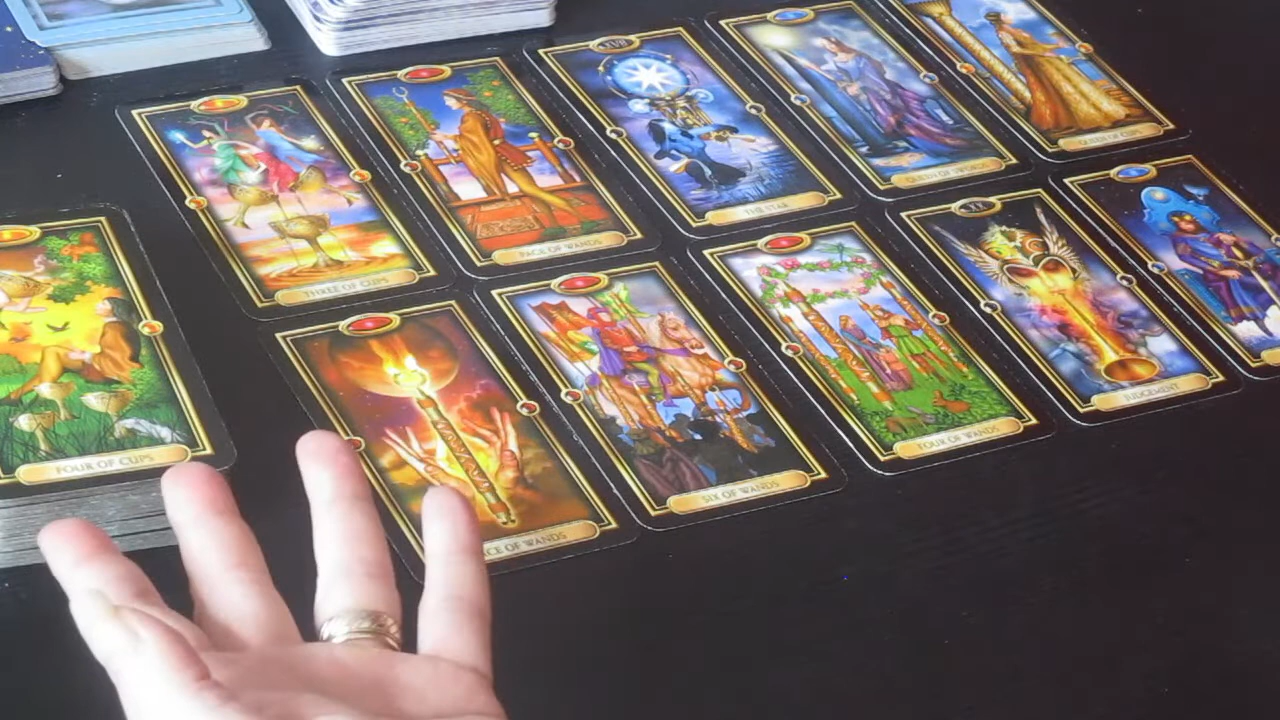 XVII
QUEEN OF CUPS
QUEEN OF SWORDS
THE STAR
PAGE OF WANDS
THREE OF CUPS
JUDGEMENT
FOUR OF WANDS
SIX OF WANDS
ACE OF WANDS
FOUR OF CUPS